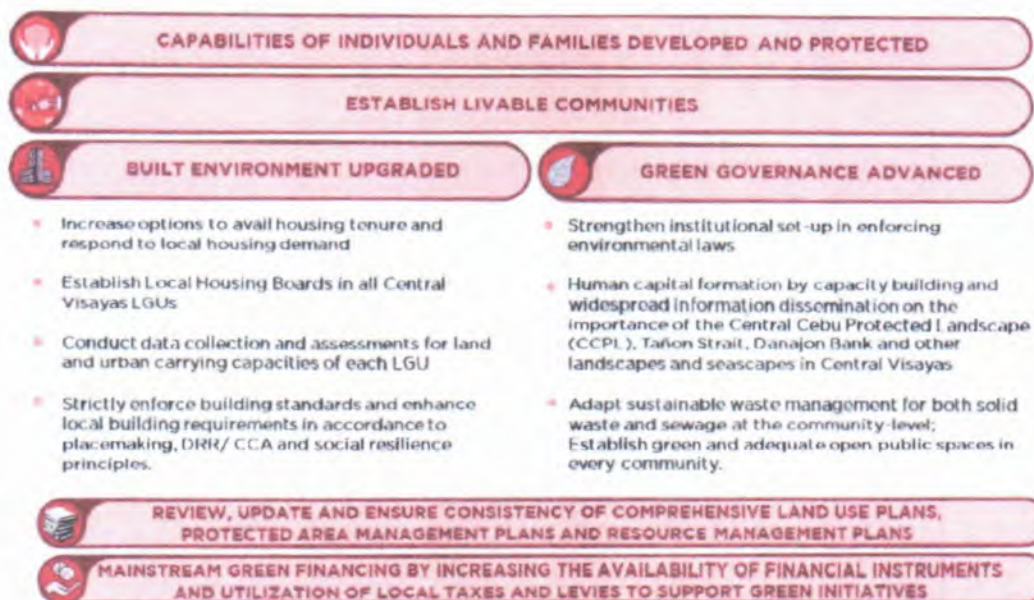 CAPABILITIES OF INDIVIDUALS AND FAMILIES DEVELOPED AND PROTECTED
ESTABLISH LIVABLE COMMUNITIES
BUILT ENVIRONMENT UPGRADED
Increase options to avail housing tenure and
respond to local housing demand
Establish Local Housing Boards in all Central
Visayas LGUs
Conduct data collection and assessments for land
and urban carrying capacities of each LGU
Strictly enforce building standards and enhance
local building requirements in accordance to
placemaking, DRR/ CCA and social resilience
principles.
GREEN GOVERNANCE ADVANCED
Strengthen institutional set-up in enforcing
environmental laws
Human capital formation by capacity building and
widespread information dissemination on the
importance of the Central Cebu Protected Landscape
(CCPL), Tañon Strait, Danajon Bank and other
landscapes and seascapes in Central Visayas
Adapt sustainable waste management for both solid
waste and sewage at the community-level;
Establish green and adequate open public spaces in
every community.
REVIEW, UPDATE AND ENSURE CONSISTENCY OF COMPREHENSIVE LAND USE PLANS,
PROTECTED AREA MANAGEMENT PLANS AND RESOURCE MANAGEMENT PLANS
MAINSTREAM GREEN FINANCING BY INCREASING THE AVAILABILITY OF FINANCIAL INSTRUMENTS
AND UTILIZATION OF LOCAL TAXES AND LEVIES TO SUPPORT GREEN INITIATIVES